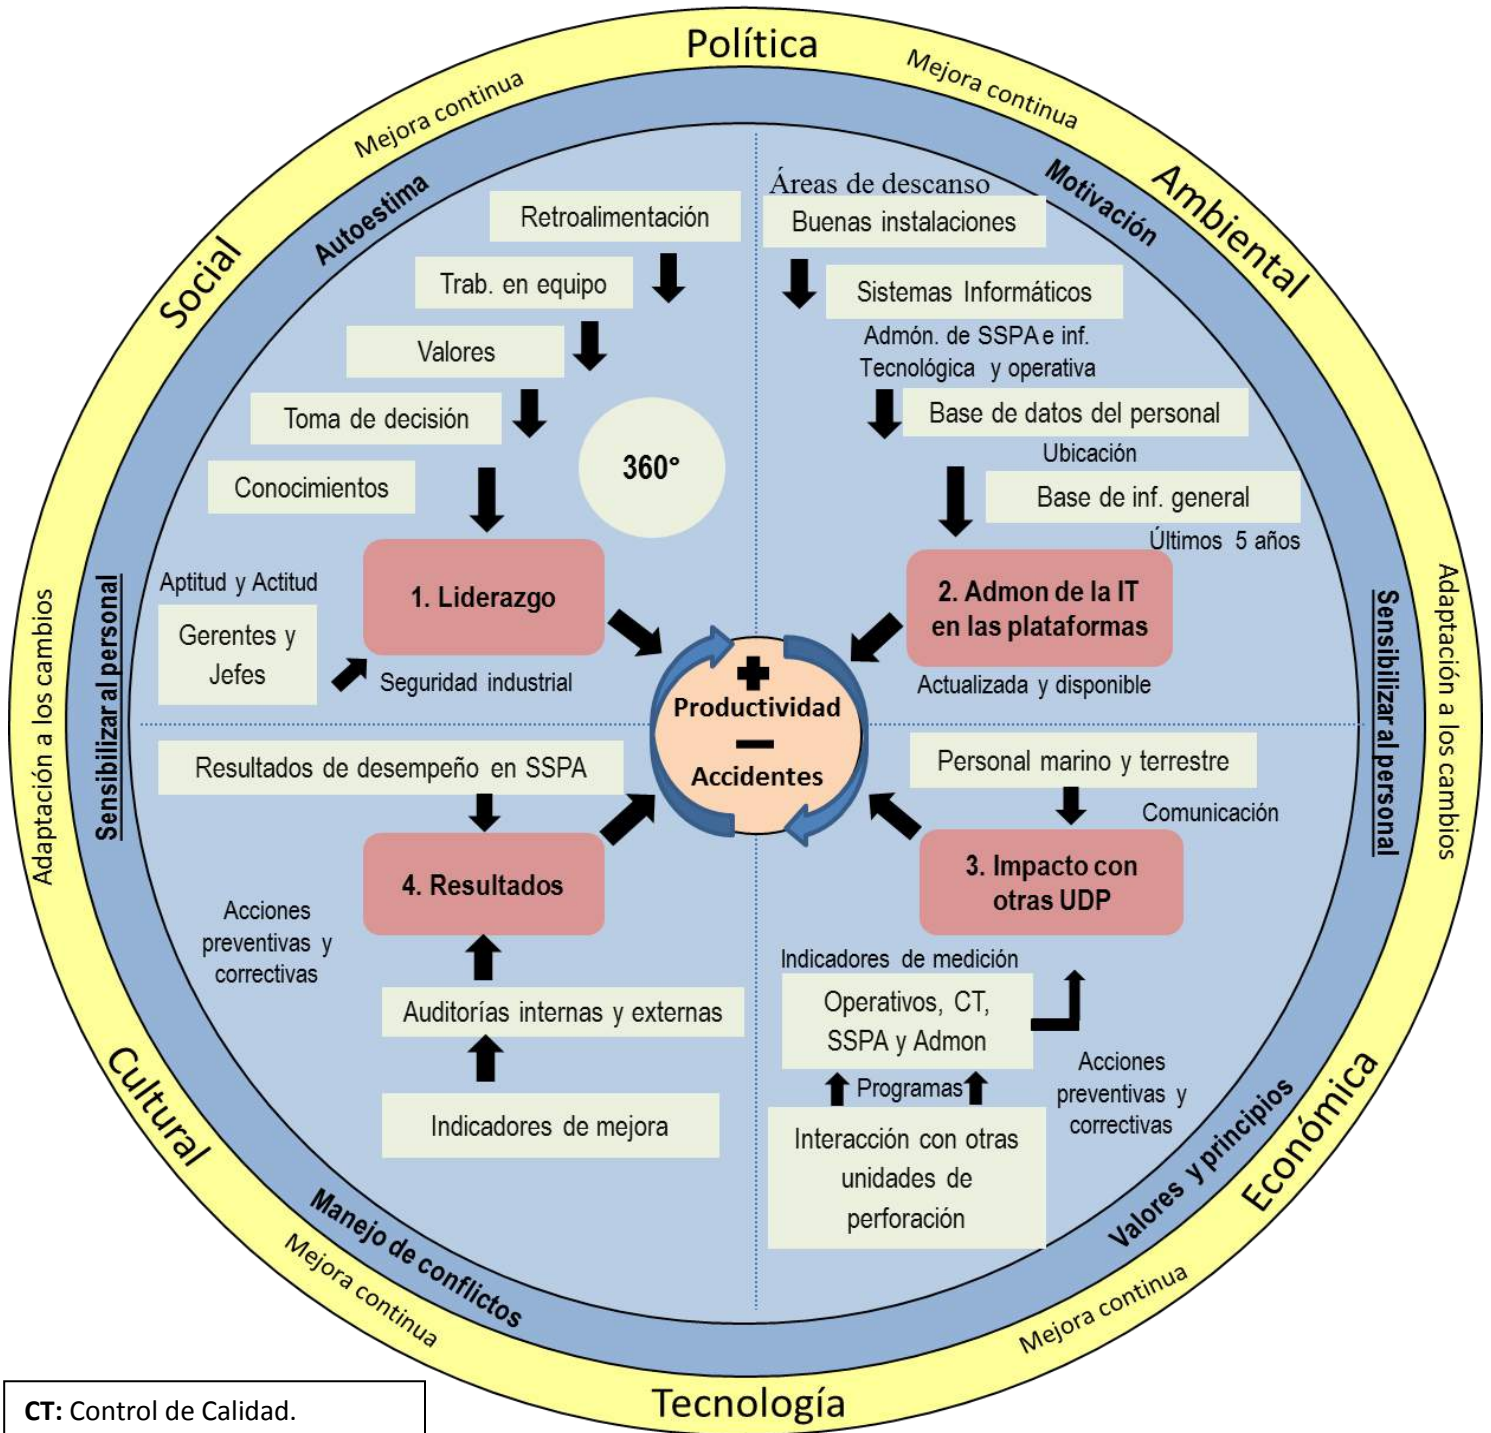 Política
Mejora continua
Mejora continua
Social
Ambiental
Autoestima
Motivación
Adaptación a los cambios
Sensibilizar al personal
Sensibilizar al personal
Adaptación a los cambios
Retroalimentación
Trab. en equipo
Valores
Toma de decisión
Conocimientos
360°
Aptitud y Actitud
Gerentes y
Jefes
1. Liderazgo
Seguridad industrial
Áreas de descanso
Buenas instalaciones
Sistemas Informáticos
Admón. de SSPA e inf.
Tecnológica y operativa
Base de datos del personal
Ubicación
Base de inf. general
Últimos 5 años
2. Admon de la IT
en las plataformas
Actualizada y disponible
Productividad
Accidentes
Resultados de desempeño en SSPA
4. Resultados
Acciones
preventivas y
correctivas
Auditorías internas y externas
Indicadores de mejora
Personal marino y terrestre
Comunicación
3. Impacto con
otras UDP
Indicadores de medición
Operativos, CT,
SSPA y Admon
Programas
Acciones
preventivas y
correctivas
Interacción con otras
unidades de
perforación
Cultural
Manejo de conflictos
Mejora continua
Valores y principios
Económica
Mejora continua
Tecnología
CT: Control de Calidad.